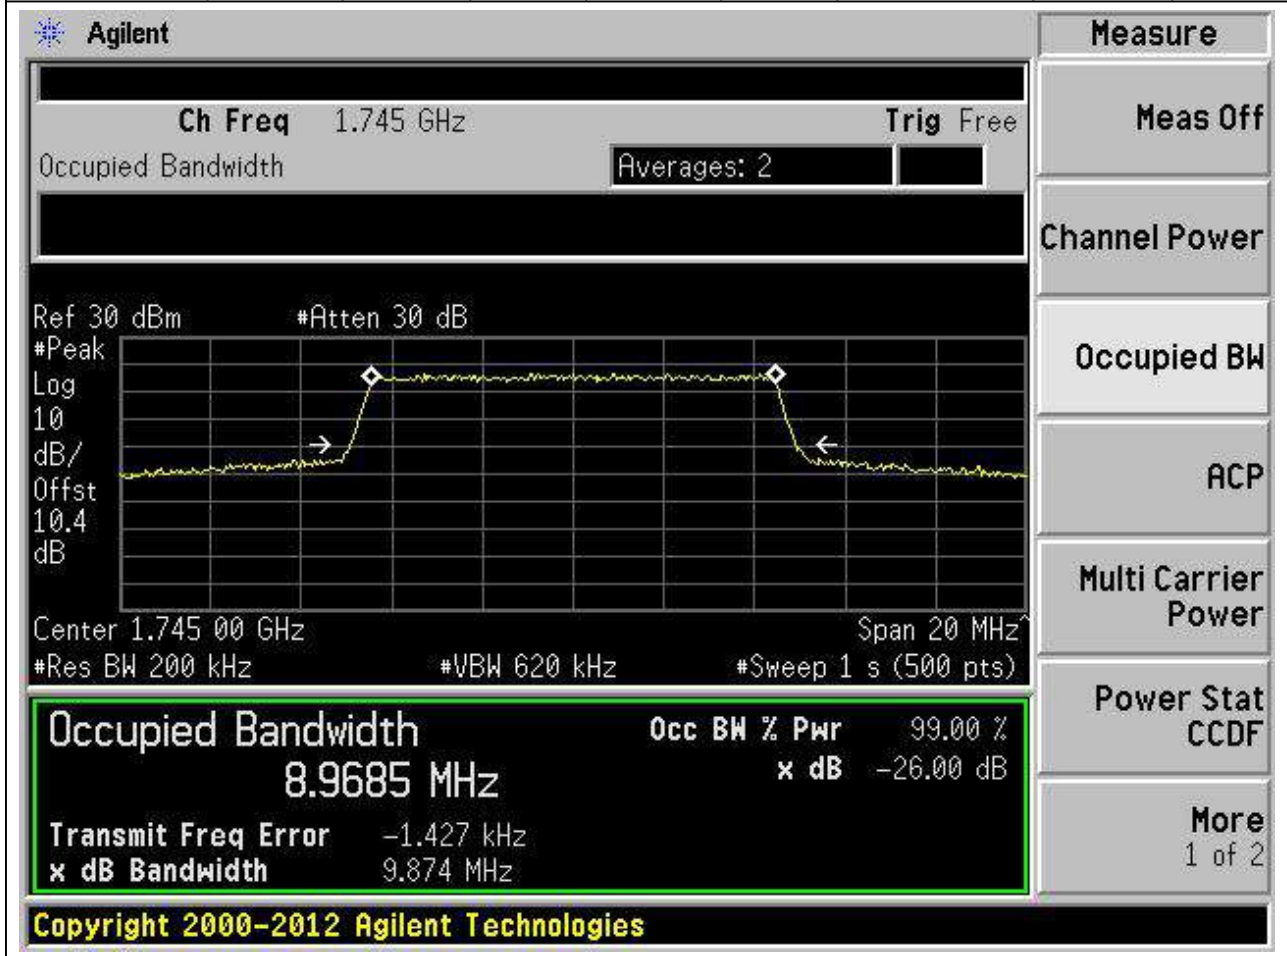 Agilent
Measure
Ch Freq 1.745 GHz Trig Free
Meas Off
Occupied Bandwidth Averages: 2
Channel Power
Ref 30 dBm #Atten 30 dB
#Peak
Log
10
dB/
Offst
10.4
dB
Occupied BW
ACP
Center 1.745 00 GHz Span 20 MHz^
#Res BW 200 kHz #VBW 620 kHz #Sweep 1 s (500 pts)
Multi Carrier
Power
Occupied Bandwidth Occ BW % Pwr 99.00 %
8.9685 MHz x dB -26.00 dB
Transmit Freq Error -1.427 kHz
x dB Bandwidth 9.874 MHz
Power Stat
CCDF
More
1 of 2
Copyright 2000-2012 Agilent Technologies